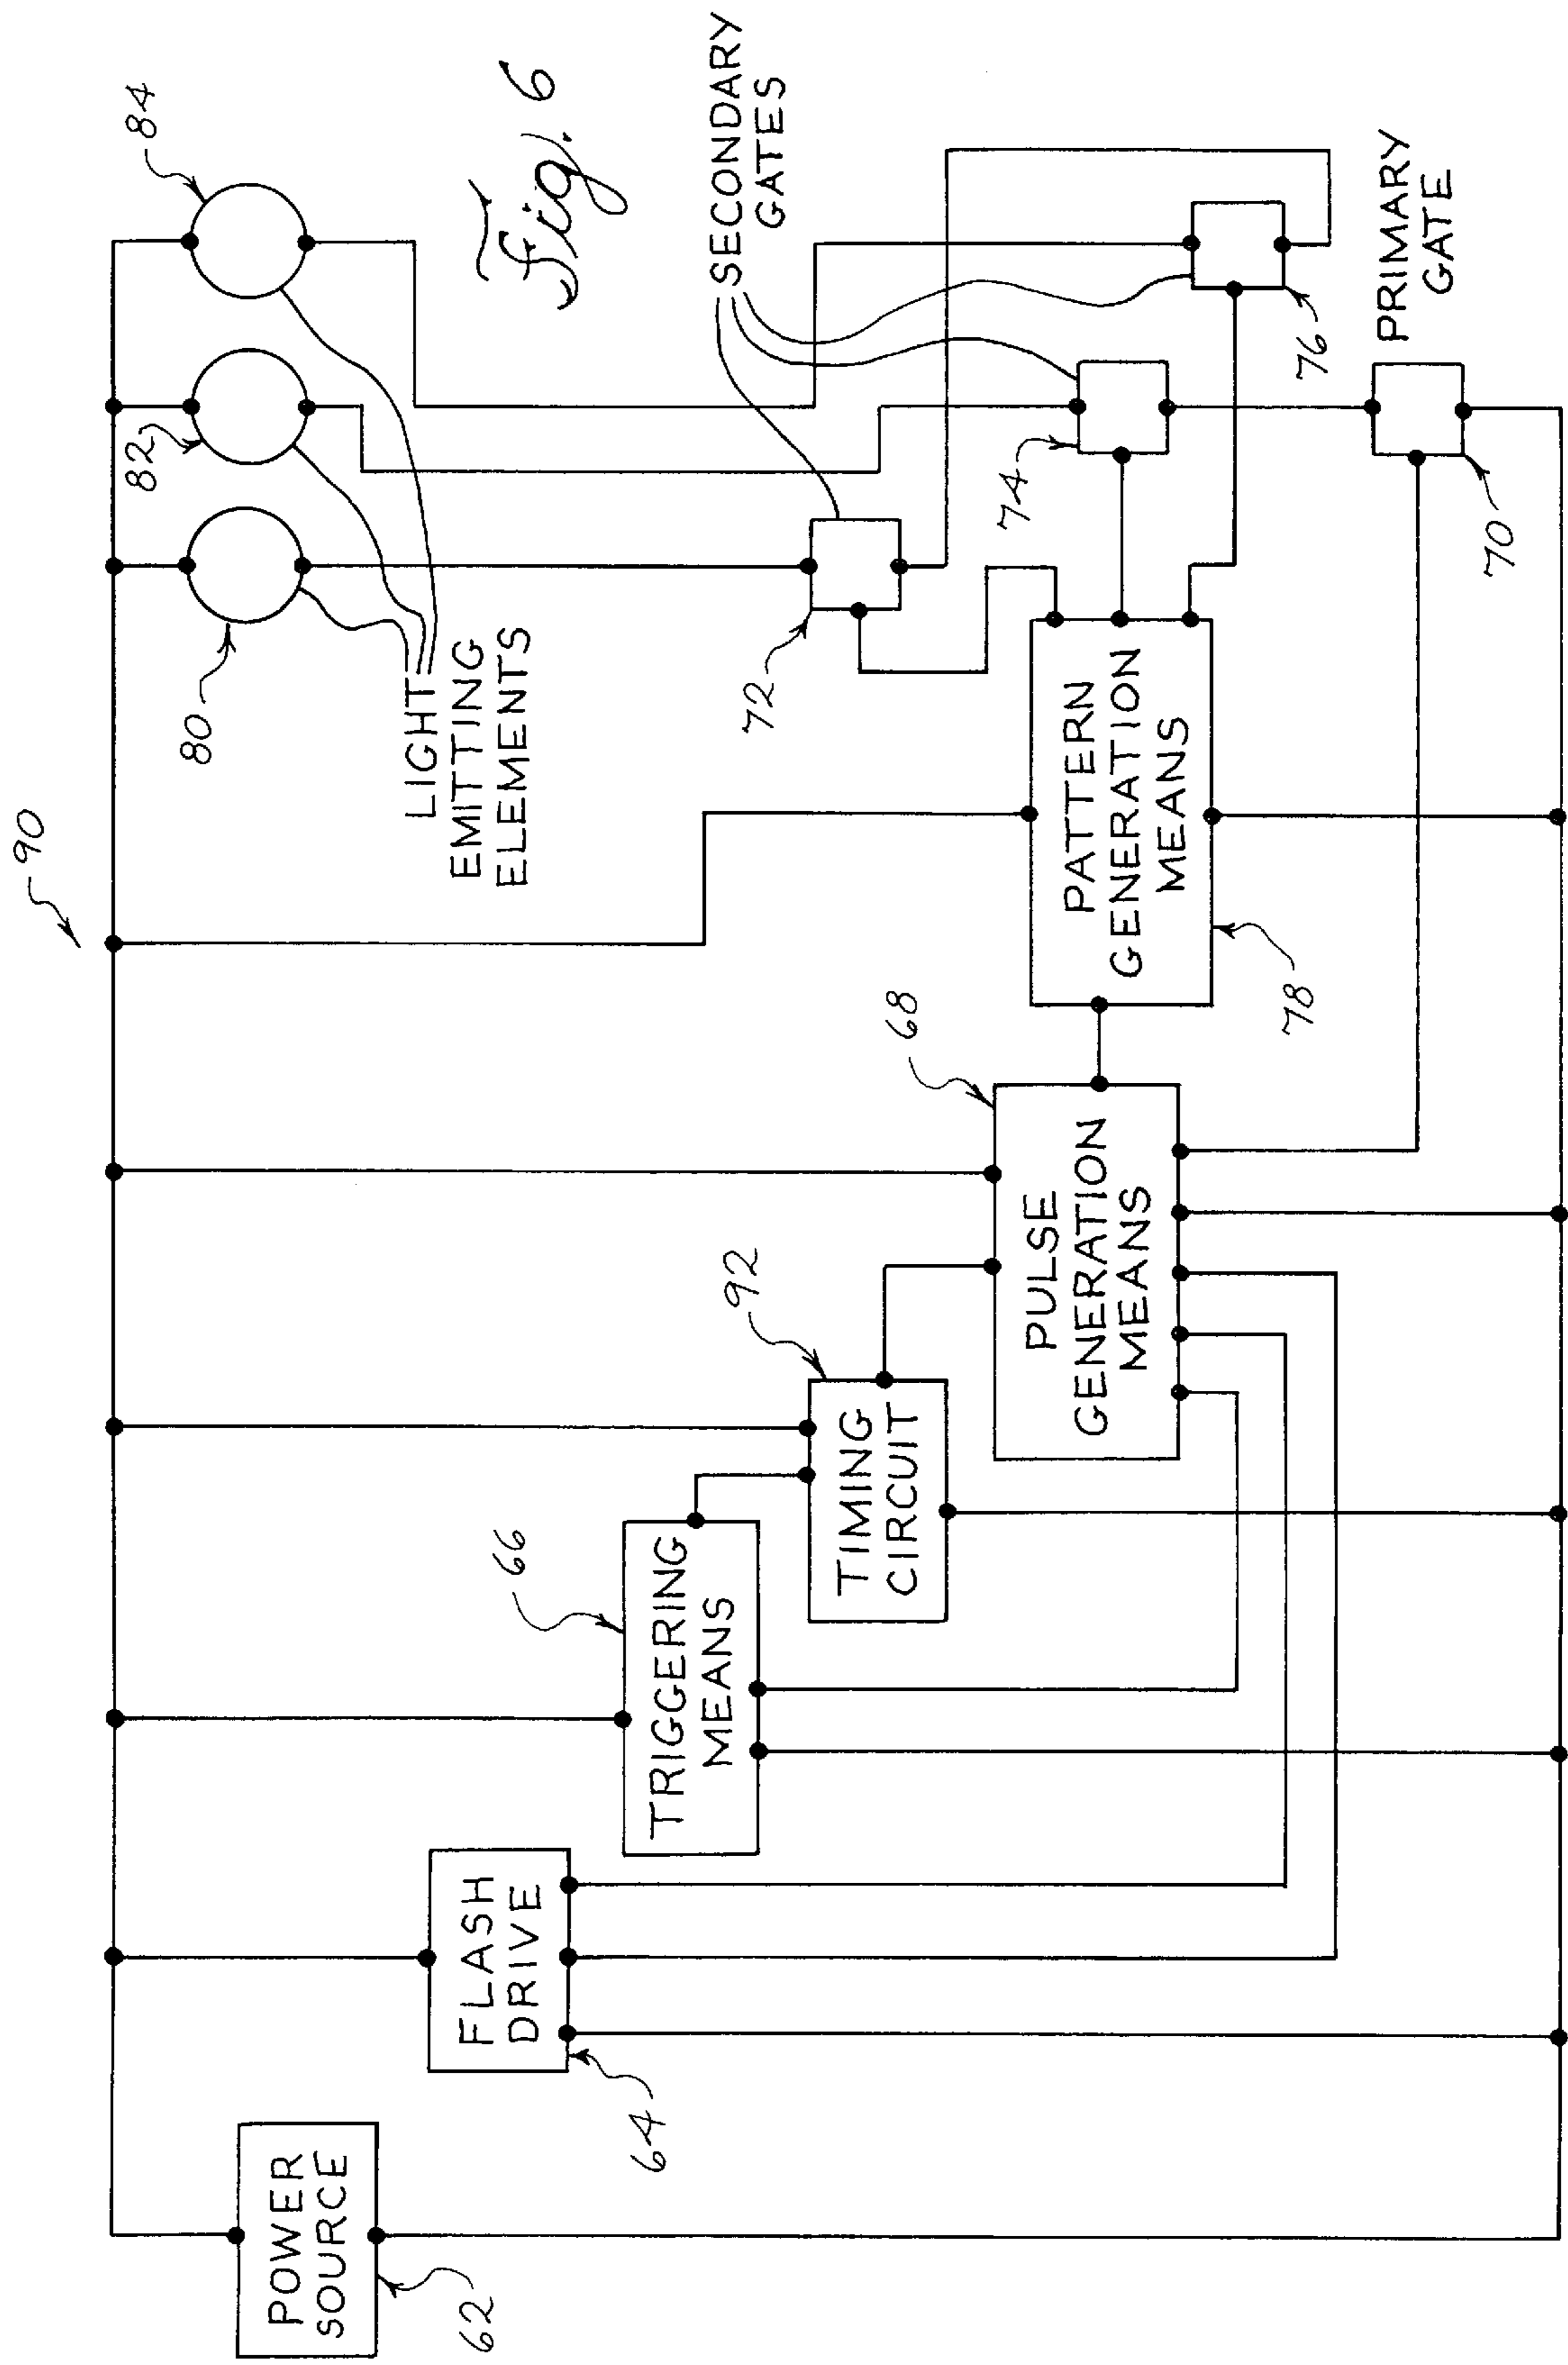 90
84
82
80
LIGHT
EMITTING
ELEMENTS
Fig. 6
SECONDARY
GATES
POWER
SOURCE
62
FLASH
DRIVE
64
66
TRIGGERING
MEANS
92
TIMING
CIRCUIT
68
PULSE
GENERATION
MEANS
72
74
76
PATTERN
GENERATION
MEANS
78
PRIMARY
GATE
70